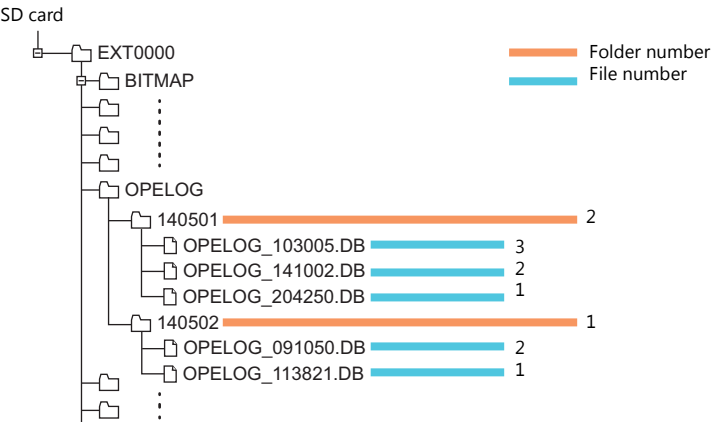 SD card
EXT0000
Folder number
BITMAP
File number
OPELOG
140501 2
OPELOG_103005.DB 3
OPELOG_141002.DB 2
OPELOG_204250.DB 1
140502 1
OPELOG_091050.DB 2
OPELOG_113821.DB 1